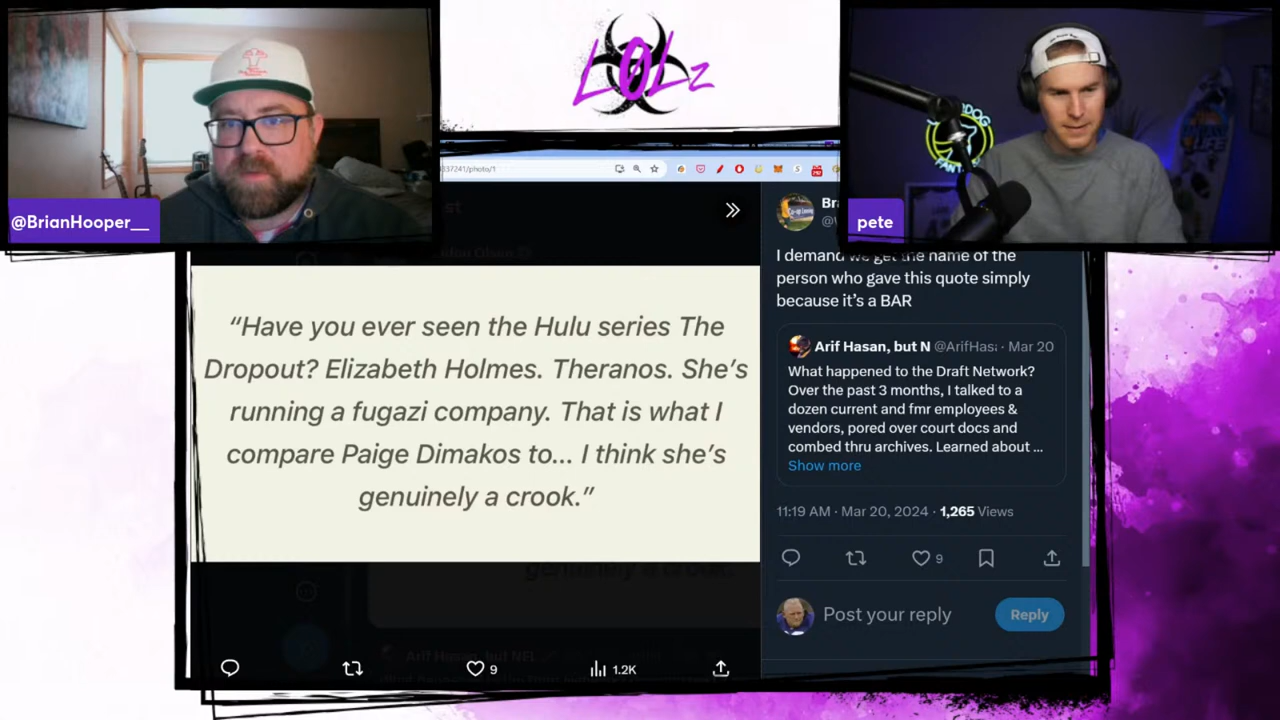 LOLz
@BrianHooper__
pete
337241/photo/1
I demand we get the name of the
person who gave this quote simply
because it's a BAR
“Have you ever seen the Hulu series The
Dropout? Elizabeth Holmes. Theranos. She’s
running a fugazi company. That is what I
compare Paige Dimakos to... I think she’s
genuinely a crook.”
Arif Hasan, but N @ArifHas: · Mar 20
What happened to the Draft Network?
Over the past 3 months, I talked to a
dozen current and fmr employees &
vendors, pored over court docs and
combed thru archives. Learned about ...
Show more
11:19 AM · Mar 20, 2024 · 1,265 Views
9
Post your reply
Reply
9
1.2K